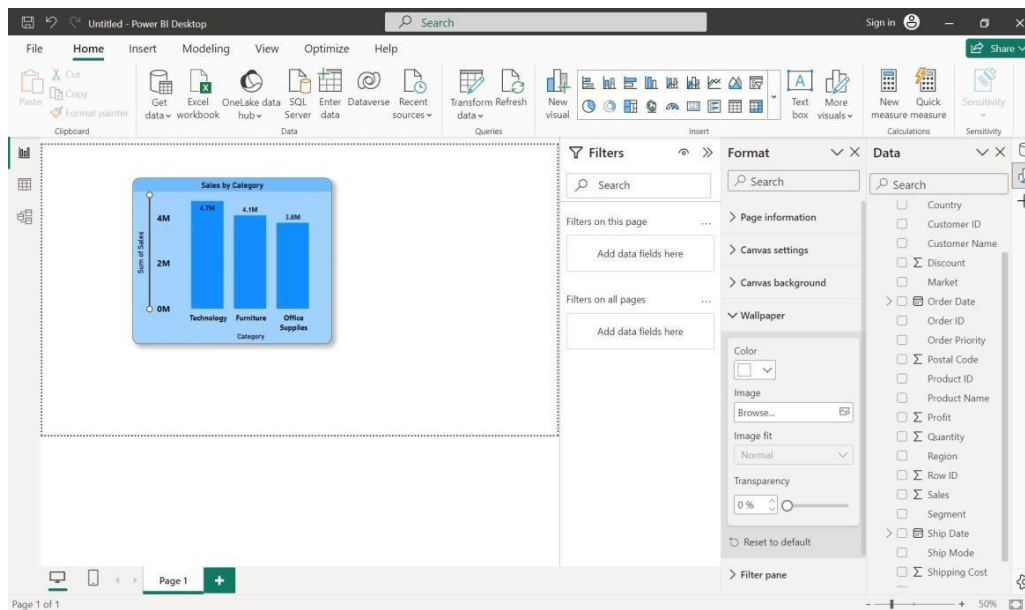 Untitled - Power BI Desktop
Search
Sign in
File Home Insert Modeling View Optimize Help
Share
Paste
Cut
Copy
Format painter
Clipboard
Get data
Excel workbook
OneLake data hub
SQL Server
Enter data
Dataverse
Recent sources
Data
Transform data
Refresh
Queries
New visual
Text box
More visuals
Insert
New measure
Quick measure
Calculations
Sensitivity
Sensitivity
Sales by Category
4.7M
4.1M
3.8M
4M
2M
0M
Sum of Sales
Technology
Furniture
Office Supplies
Category
Filters
Search
Filters on this page
...
Add data fields here
Filters on all pages
...
Add data fields here
Format
Search
Page information
Canvas settings
Canvas background
Wallpaper
Color
Image
Browse...
Image fit
Normal
Transparency
0 %
Reset to default
Filter pane
Data
Search
Country
Customer ID
Customer Name
Discount
Market
Order Date
Order ID
Order Priority
Postal Code
Product ID
Product Name
Profit
Quantity
Region
Row ID
Sales
Segment
Ship Date
Ship Mode
Shipping Cost
Page 1
Page 1 of 1
50%